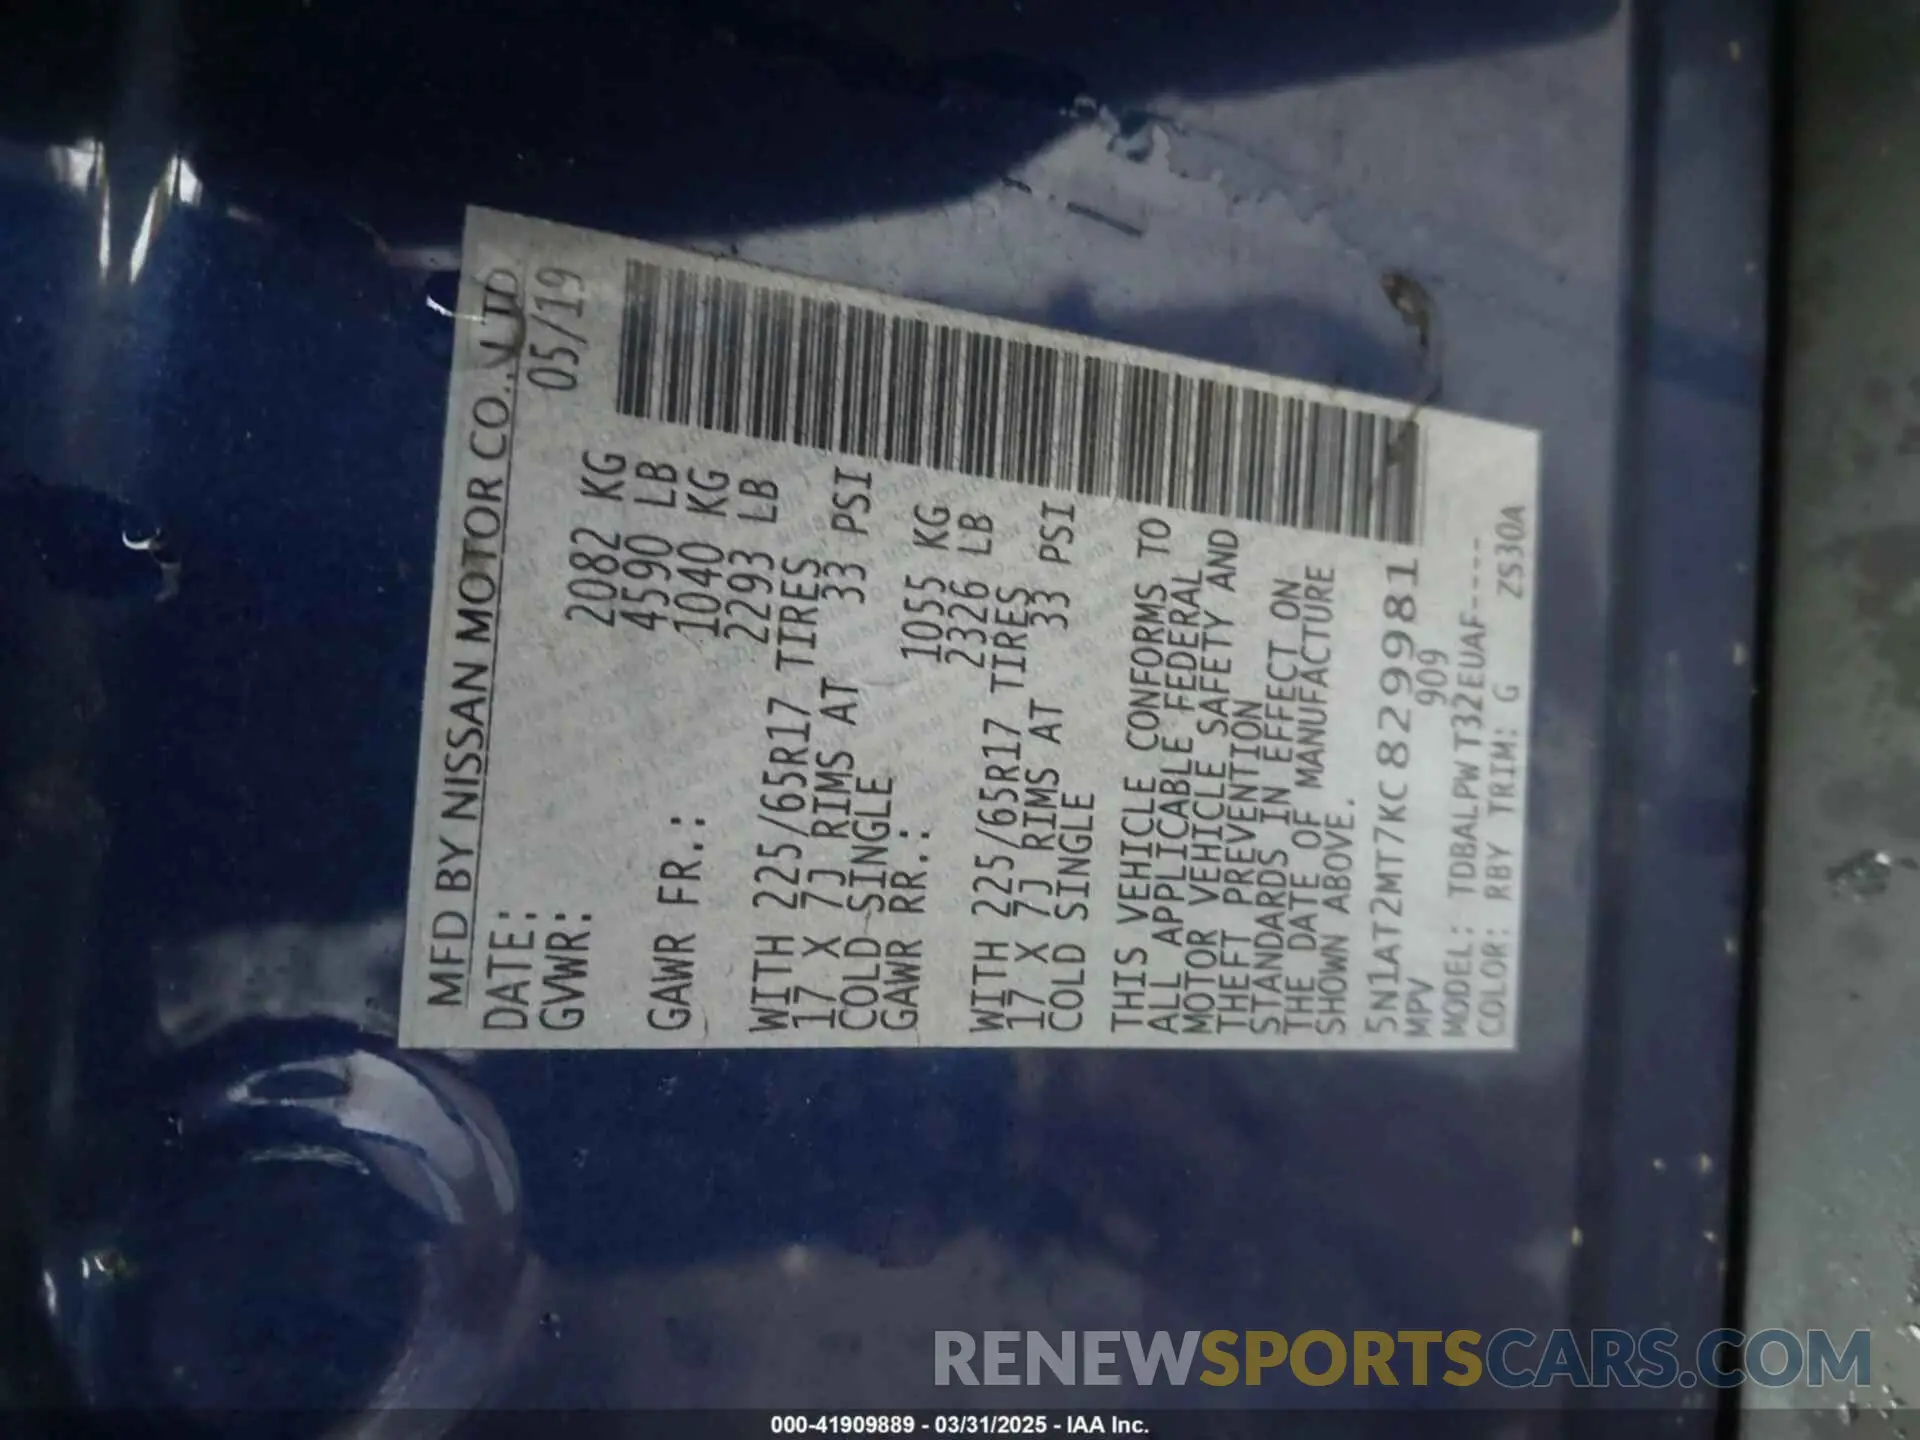 MFD BY NISSAN MOTOR CO., LTD
DATE: 05/19
GVWR: 2082 KG
4590 LB
GAWR FR.: 1040 KG
2293 LB
WITH 225/65R17 TIRES
17 X 7J RIMS AT 33 PSI
COLD SINGLE
GAWR RR.: 1055 KG
2326 LB
WITH 225/65R17 TIRES
17 X 7J RIMS AT 33 PSI
COLD SINGLE
THIS VEHICLE CONFORMS TO
ALL APPLICABLE FEDERAL
MOTOR VEHICLE SAFETY AND
THEFT PREVENTION
STANDARDS IN EFFECT ON
THE DATE OF MANUFACTURE
SHOWN ABOVE.
5N1AT2MT7KC829981
MPV 909
MODEL: TDBALPW T32EUAF----
COLOR: RBY TRIM: G ZS30A
RENEWSPORTSCARS.COM
000-41909889 - 03/31/2025 - IAA Inc.